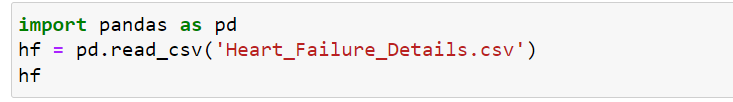 import pandas as pd
hf = pd.read_csv('Heart_Failure_Details.csv')
hf